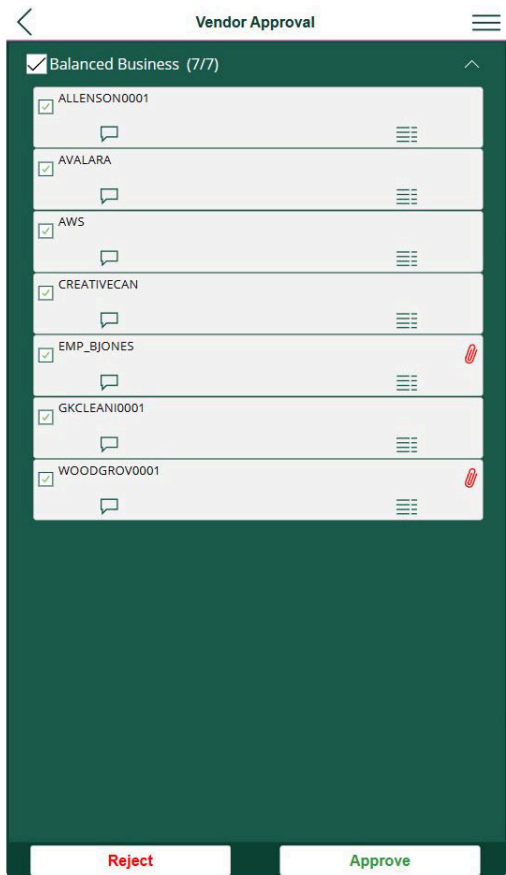 Vendor Approval
Balanced Business (7/7)
ALLENSON0001
AVALARA
AWS
CREATIVECAN
EMP_BJONES
GKCLEANI0001
WOODGROV0001
Reject Approve